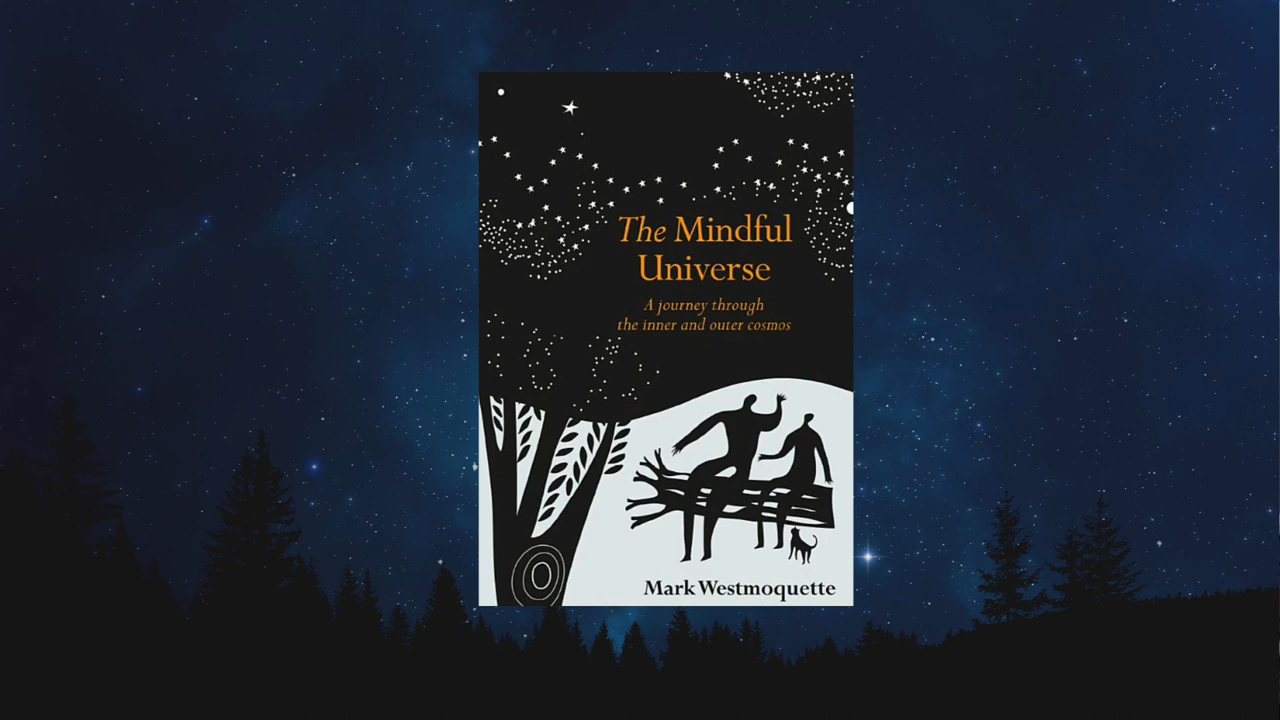 The Mindful
Universe
A journey through
the inner and outer cosmos
Mark Westmoquette